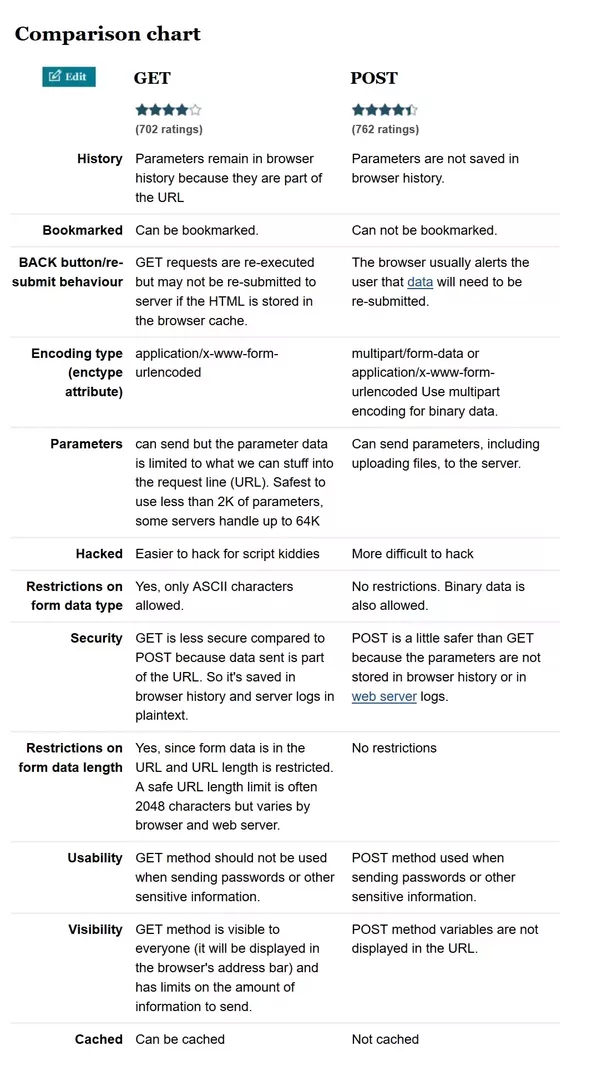 Comparison chart
Edit
GET
POST
(702 ratings)
(762 ratings)
History
Parameters remain in browser
history because they are part of
the URL
Parameters are not saved in
browser history.
Bookmarked
Can be bookmarked.
Can not be bookmarked.
BACK button/re-
submit behaviour
GET requests are re-executed
but may not be re-submitted to
server if the HTML is stored in
the browser cache.
The browser usually alerts the
user that data will need to be
re-submitted.
Encoding type
(enctype
attribute)
application/x-www-form-
urlencoded
multipart/form-data or
application/x-www-form-
urlencoded Use multipart
encoding for binary data.
Parameters
can send but the parameter data
is limited to what we can stuff into
the request line (URL). Safest to
use less than 2K of parameters,
some servers handle up to 64K
Can send parameters, including
uploading files, to the server.
Hacked
Easier to hack for script kiddies
More difficult to hack
Restrictions on
form data type
Yes, only ASCII characters
allowed.
No restrictions. Binary data is
also allowed.
Security
GET is less secure compared to
POST because data sent is part
of the URL. So it's saved in
browser history and server logs in
plaintext.
POST is a little safer than GET
because the parameters are not
stored in browser history or in
web server logs.
Restrictions on
form data length
Yes, since form data is in the
URL and URL length is restricted.
A safe URL length limit is often
2048 characters but varies by
browser and web server.
No restrictions
Usability
GET method should not be used
when sending passwords or other
sensitive information.
POST method used when
sending passwords or other
sensitive information.
Visibility
GET method is visible to
everyone (it will be displayed in
the browser's address bar) and
has limits on the amount of
information to send.
POST method variables are not
displayed in the URL.
Cached
Can be cached
Not cached